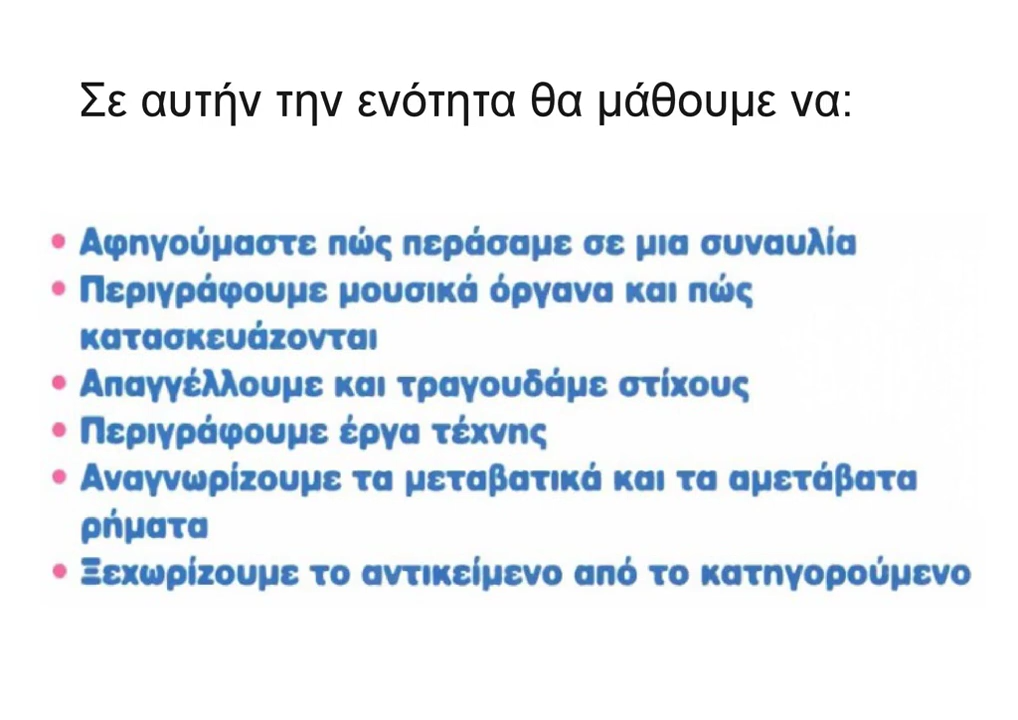 Σε αυτήν την ενότητα θα μάθουμε να:
• Αφηγούμαστε πώς περάσαμε σε μια συναυλία
• Περιγράφουμε μουσικά όργανα και πώς
κατασκευάζονται
• Απαγγέλλουμε και τραγουδάμε στίχους
• Περιγράφουμε έργα τέχνης
• Αναγνωρίζουμε τα μεταβατικά και τα αμετάβατα
ρήματα
• Ξεχωρίζουμε το αντικείμενο από το κατηγορούμενο